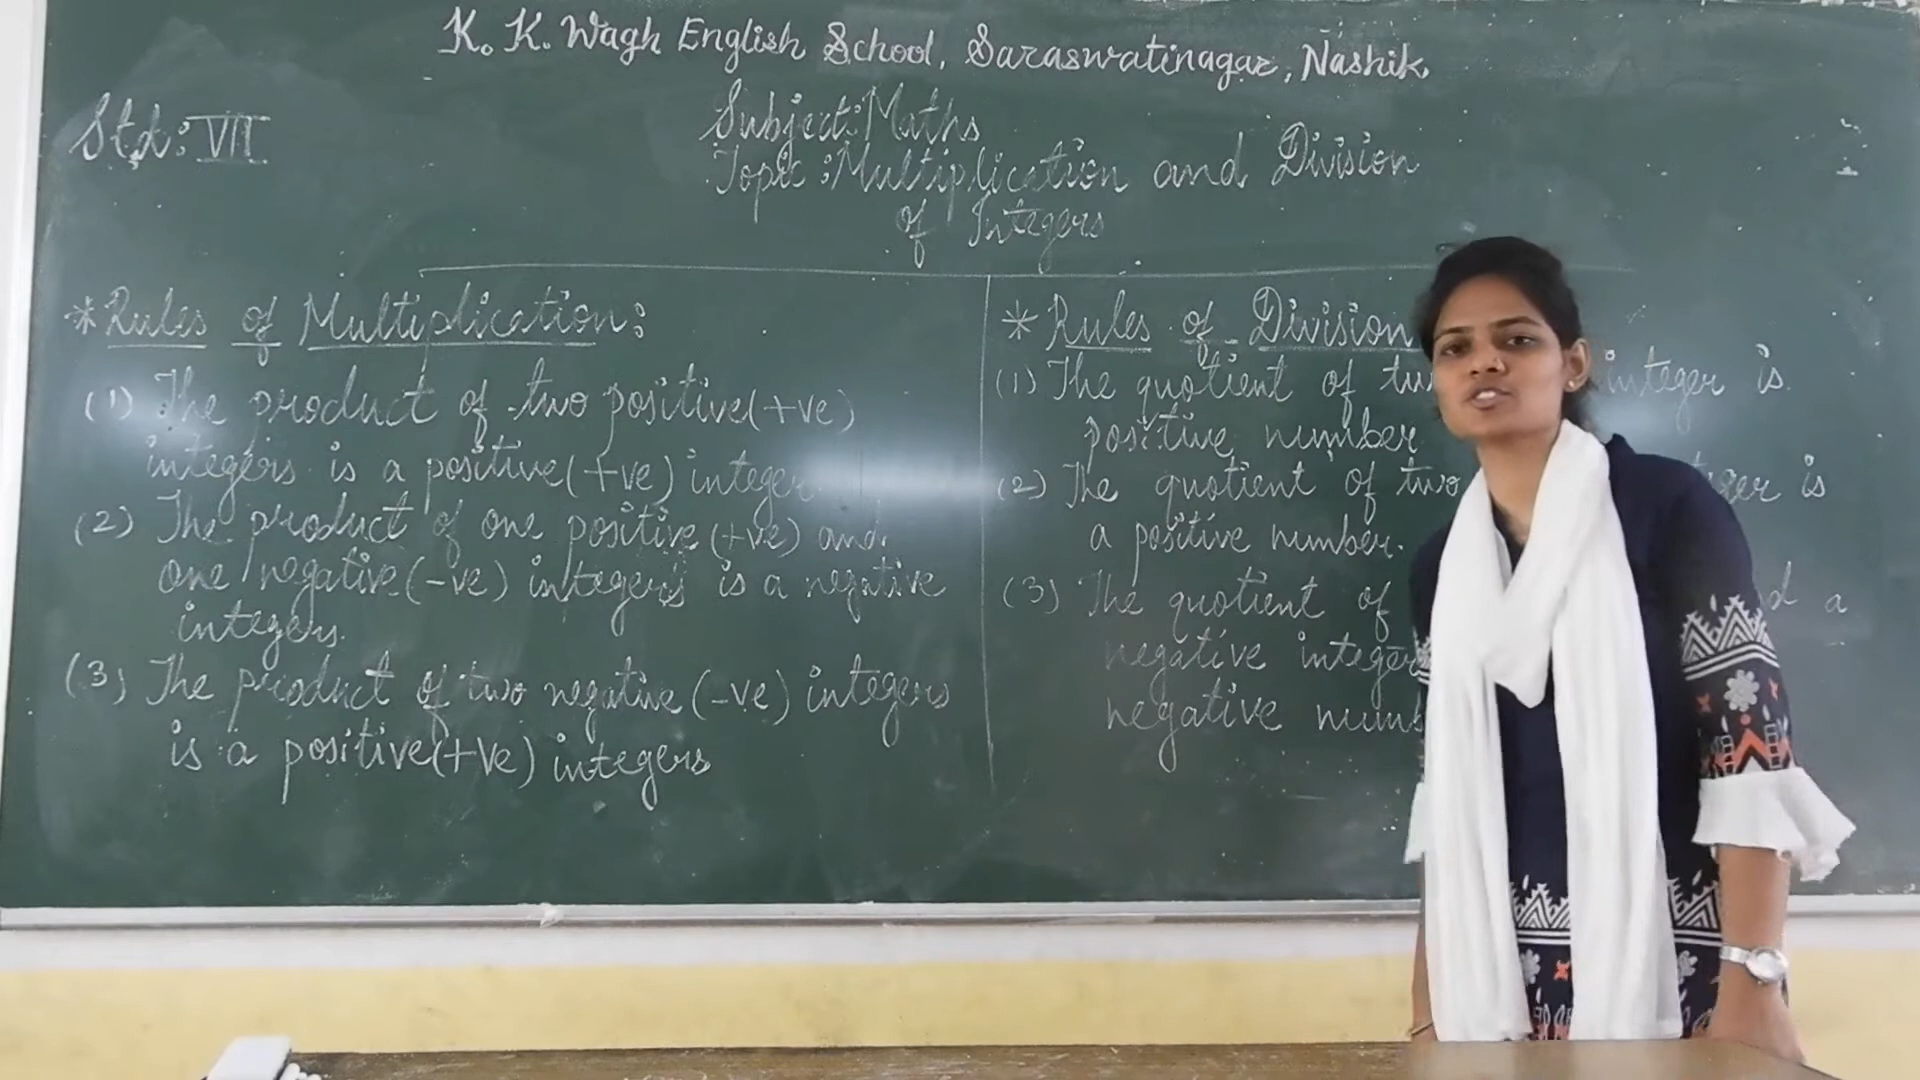 K. K. Wagh English School, Saraswatinagar, Nashik.
Std: VII
Subject: Maths
Topic: Multiplication and Division
of Integers
* Rules of Multiplication:
(1) The product of two positive(+ve)
integers is a positive(+ve) integer
(2) The product of one positive (+ve) and
one negative(-ve) integers is a negative
integers.
(3) The product of two negative (-ve) integers
is a positive(+ve) integers
* Rules of Division
(1) The quotient of integer is
positive number
(2) The quotient of two is
a positive number.
(3) The quotient of a
negative
negative